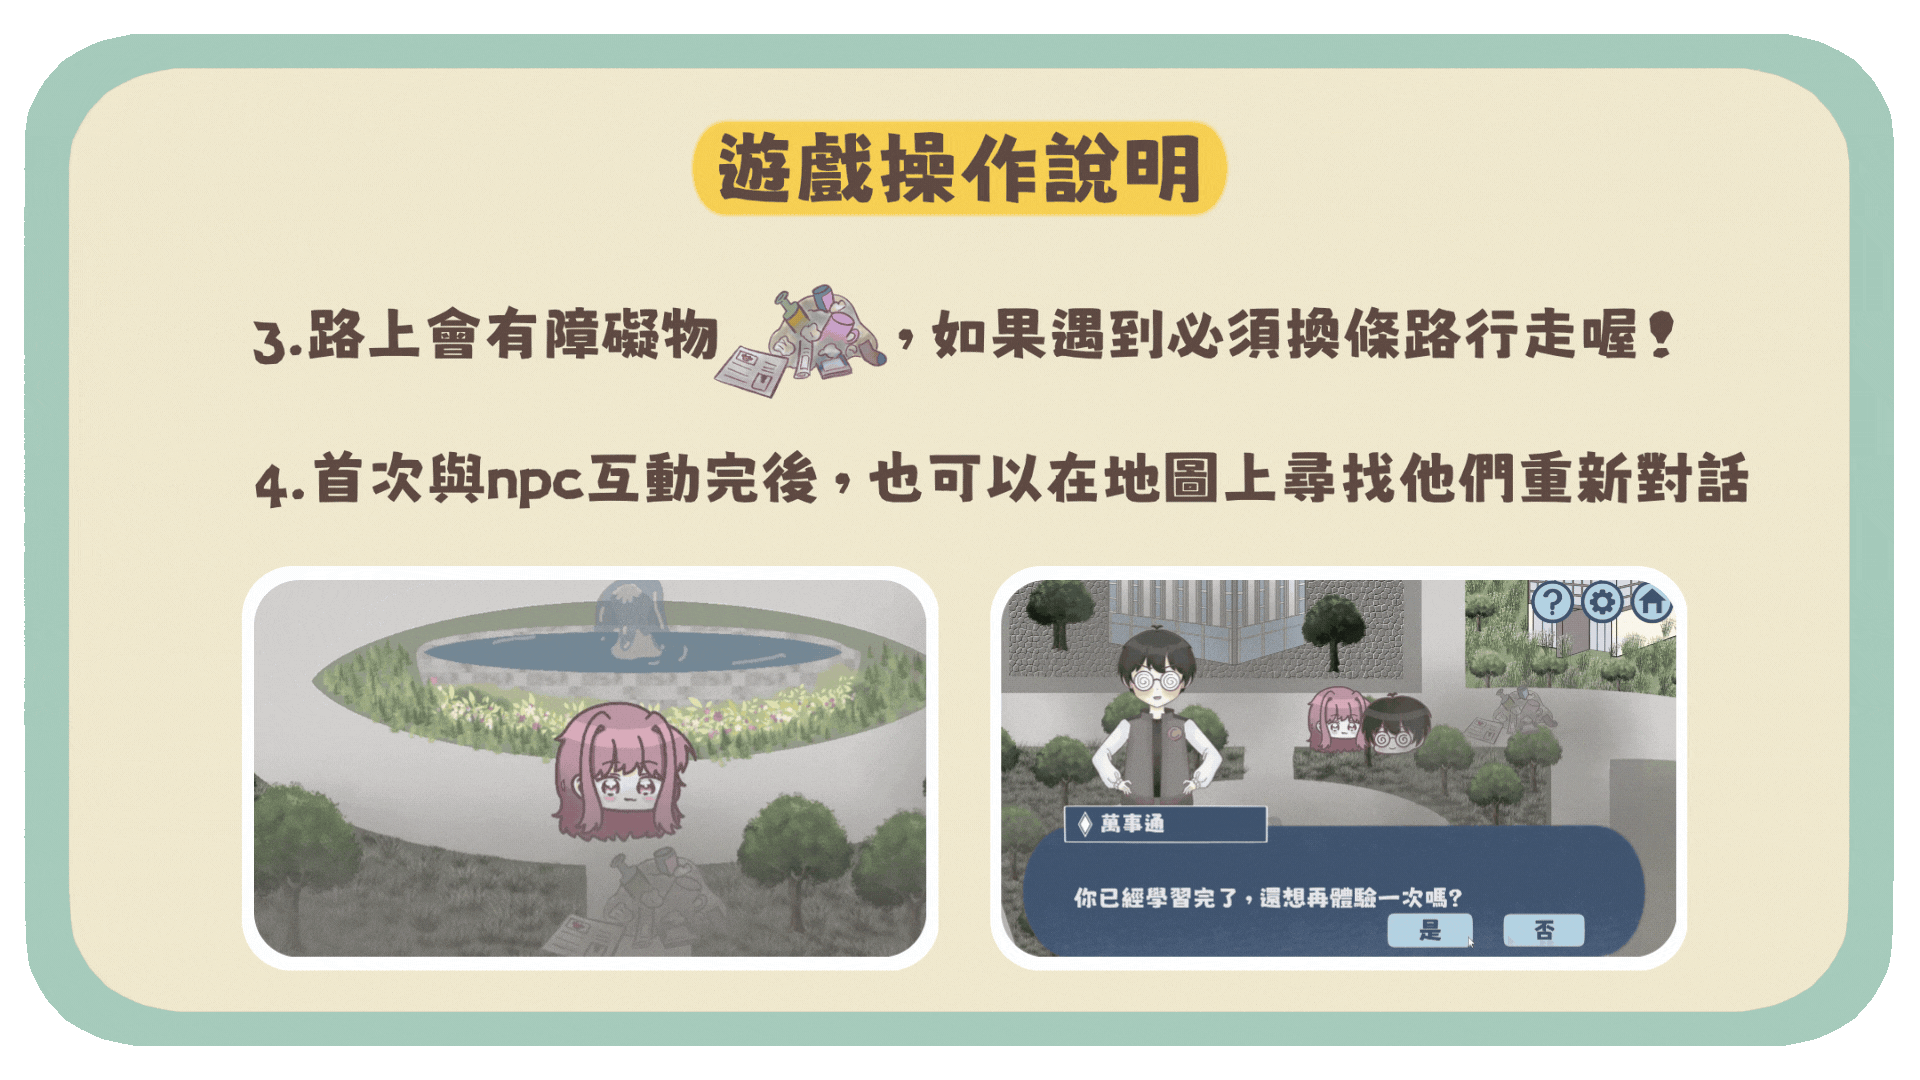 遊戲操作說明
3.路上會有障礙物，如果遇到必須換條路行走喔！
4.首次與npc互動完後，也可以在地圖上尋找他們重新對話
?
萬事通
你已經學習完了，還想再體驗一次嗎?
是 否